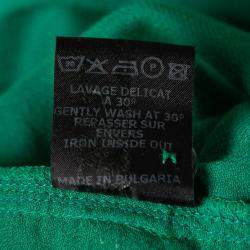 LAVAGE DELICAT
A 30°
GENTLY WASH AT 30°
REPASSER SUR
ENVERS
IRON INSIDE OUT
MADE IN BULGARIA